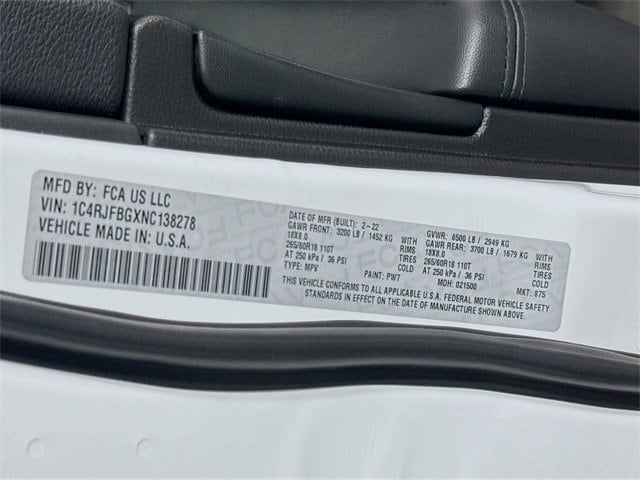 MFD BY: FCA US LLC
VIN: 1C4RJFBGXNC138278
VEHICLE MADE IN U.S.A.
DATE OF MFR (BUILT): 2-22 GVWR: 6500 LB / 2949 KG
GAWR FRONT: 3200 LB / 1452 KG WITH GAWR REAR: 3700 LB / 1679 KG WITH
18X8.0 RIMS 18X8.0 RIMS
265/60R18 110T TIRES 265/60R18 110T TIRES
AT 250 kPa / 36 PSI COLD AT 250 kPa / 36 PSI COLD
TYPE: MPV PAINT: PW7 MDH: 021500 MKT: 875
THIS VEHICLE CONFORMS TO ALL APPLICABLE U.S.A. FEDERAL MOTOR VEHICLE SAFETY
STANDARDS IN EFFECT ON THE DATE OF MANUFACTURE SHOWN ABOVE.